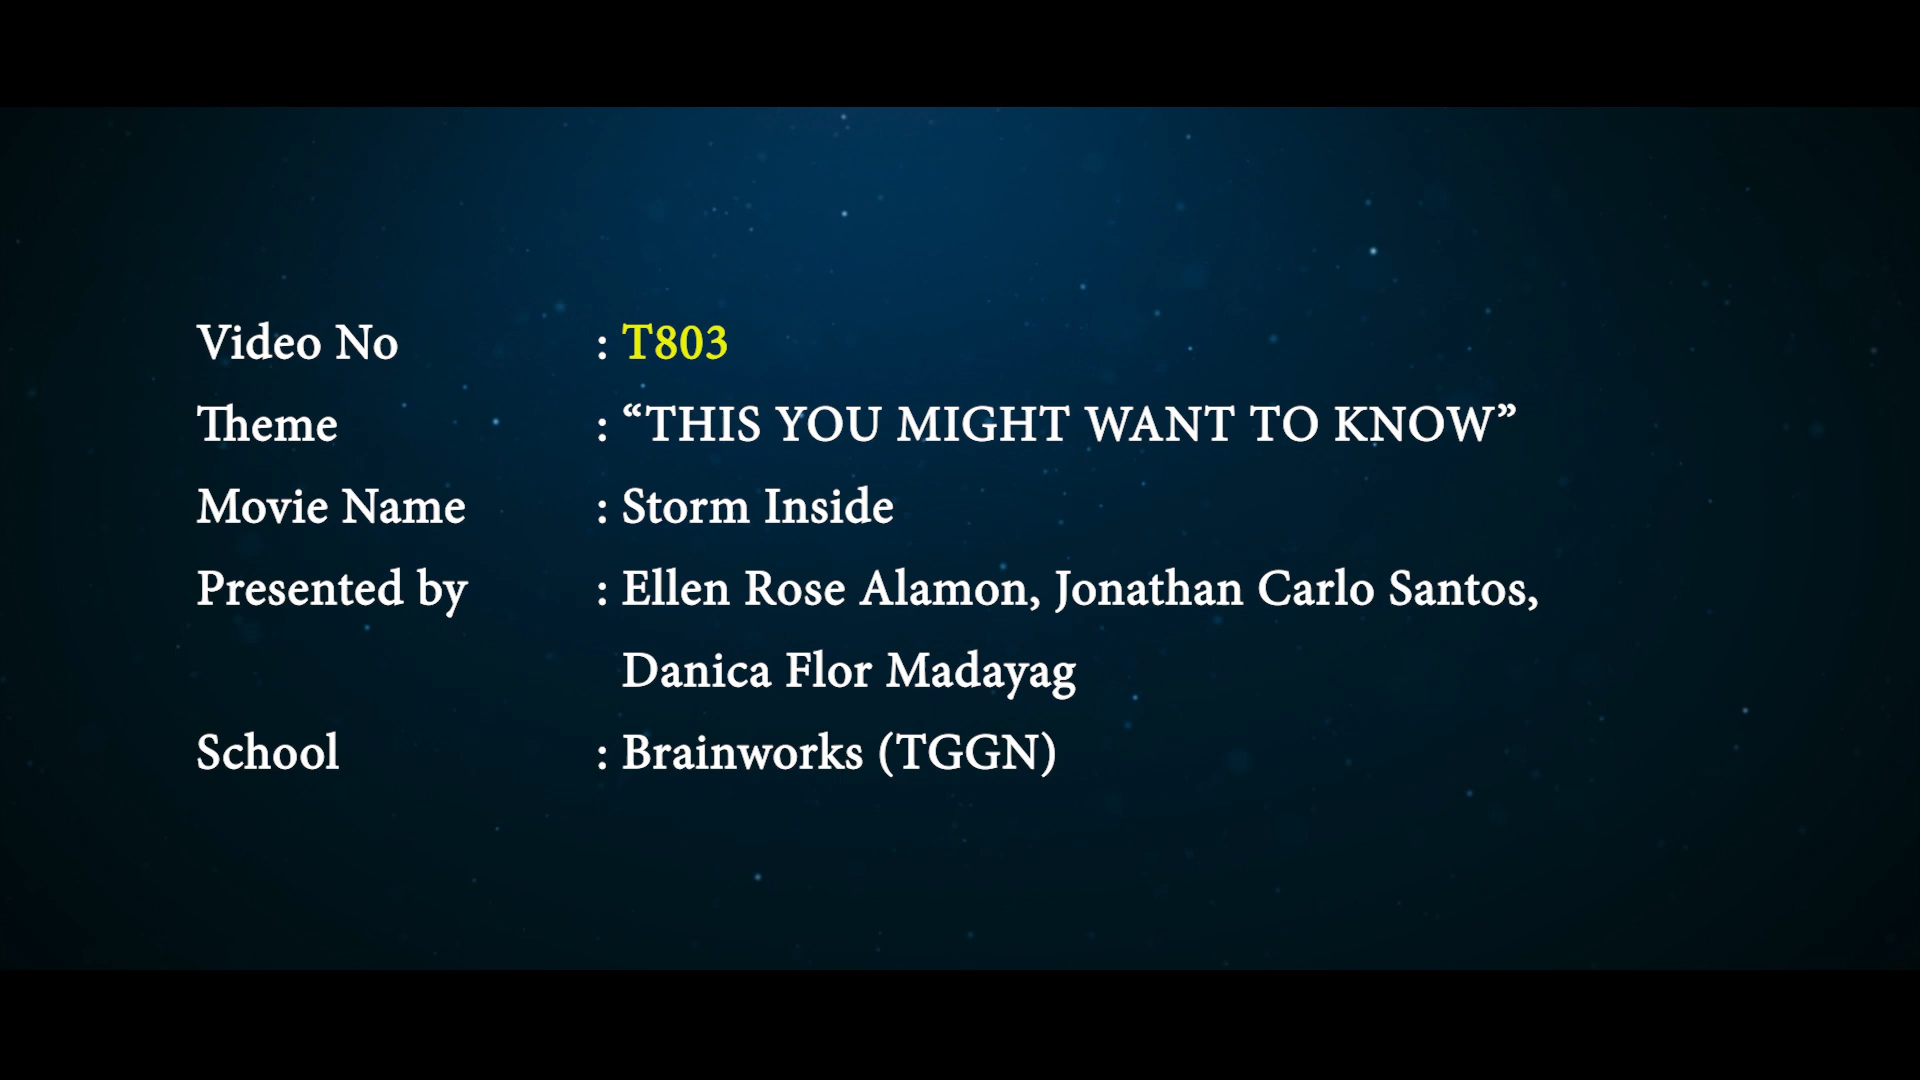 Video No : T803
Theme : “THIS YOU MIGHT WANT TO KNOW”
Movie Name : Storm Inside
Presented by : Ellen Rose Alamon, Jonathan Carlo Santos,
Danica Flor Madayag
School : Brainworks (TGGN)